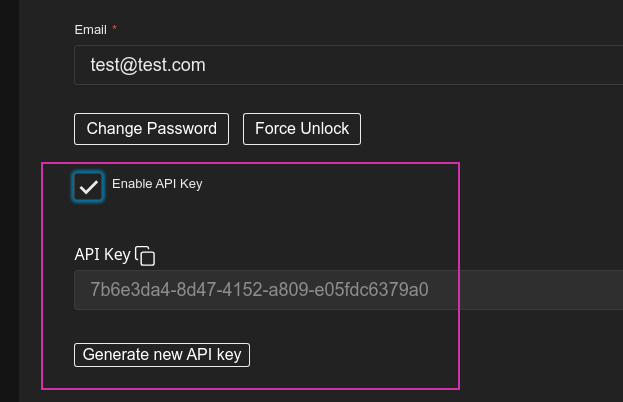 Email *
test@test.com
Change Password Force Unlock
Enable API Key
API Key
7b6e3da4-8d47-4152-a809-e05fdc6379a0
Generate new API key